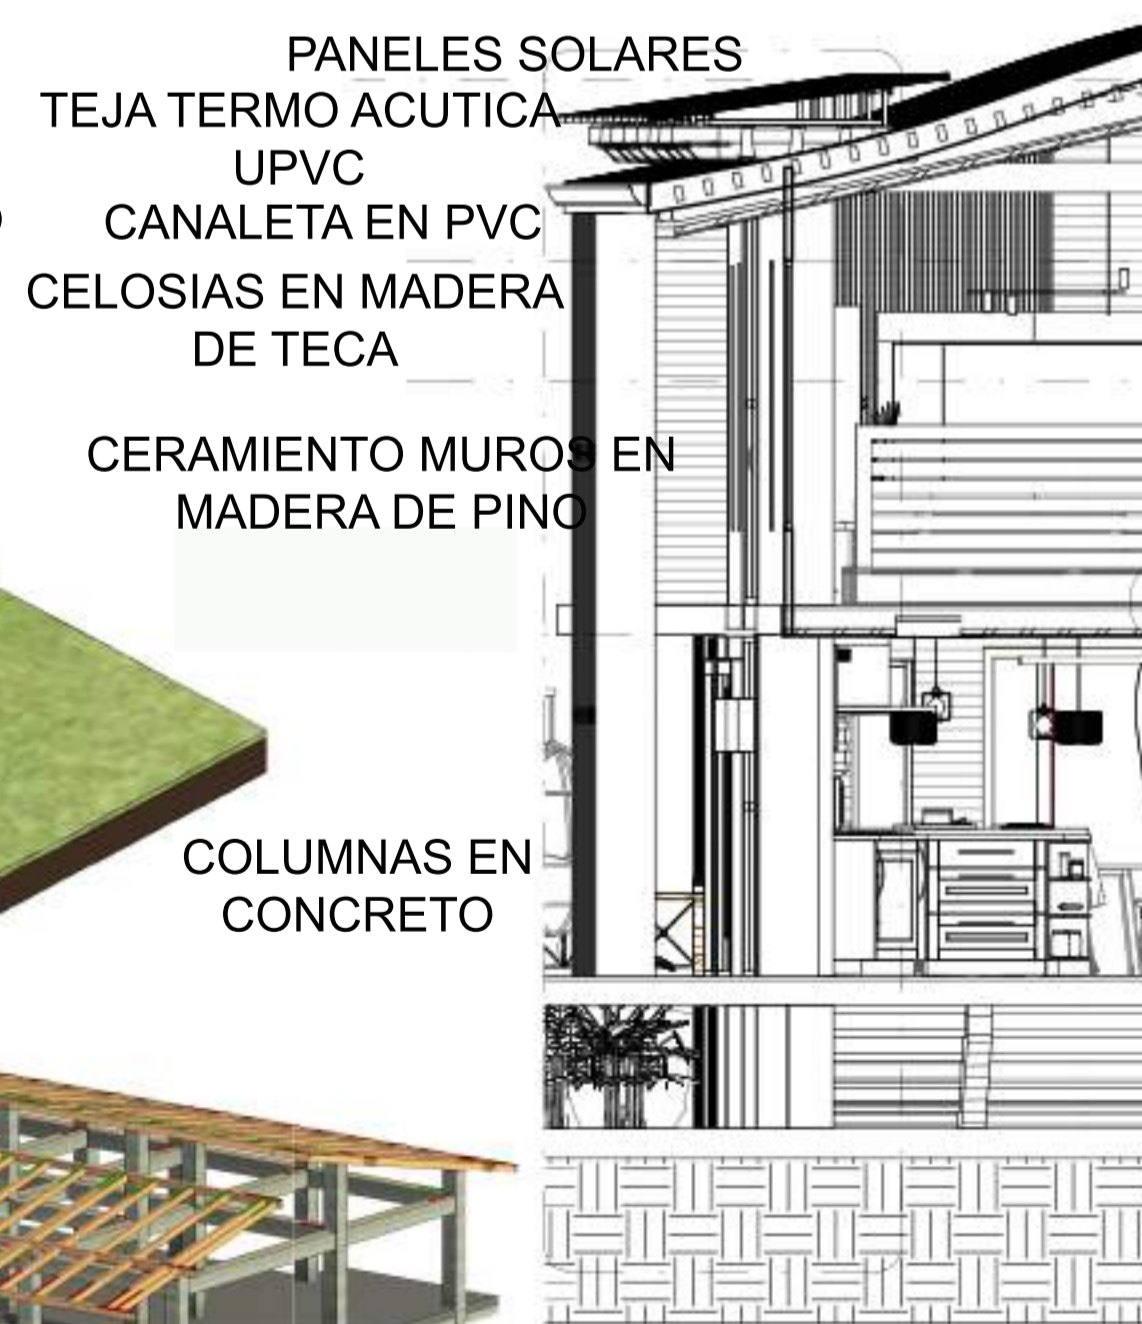 PANELES SOLARES
TEJA TERMO ACUTICA
UPVC
CANALETA EN PVC
CELOSIAS EN MADERA
DE TECA
CERAMIENTO MUROS EN
MADERA DE PINO
COLUMNAS EN
CONCRETO